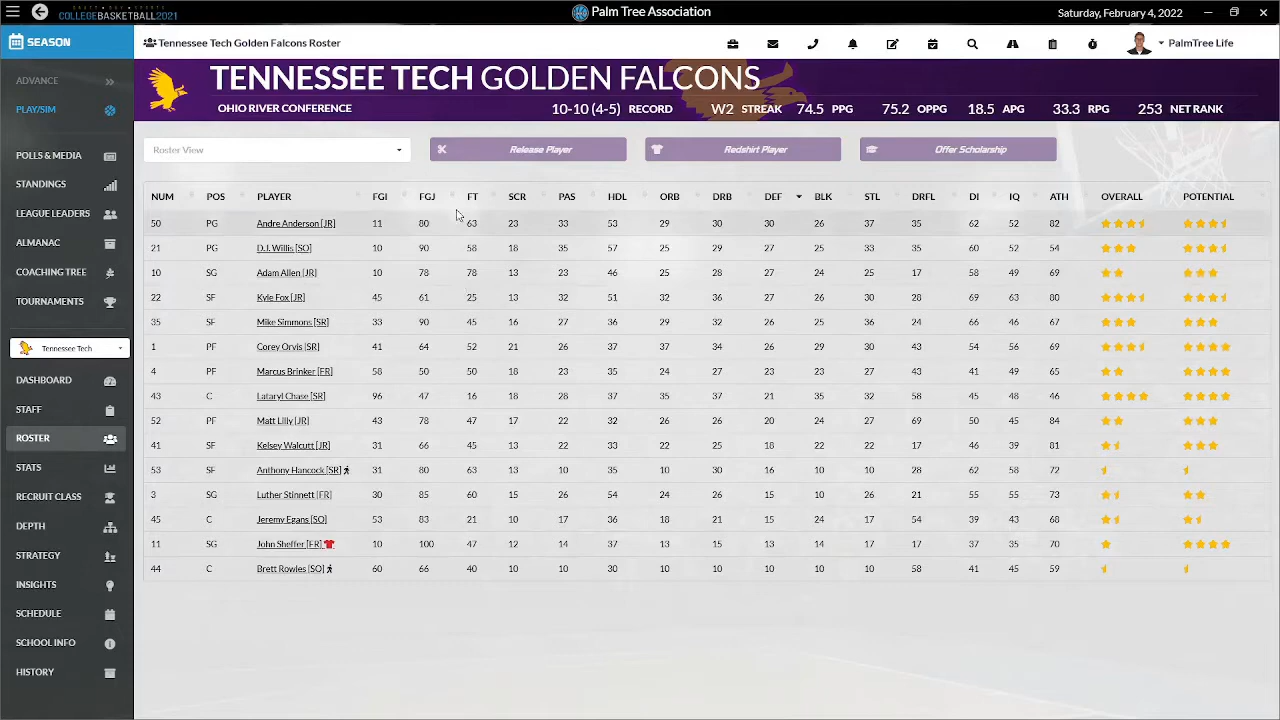 DRAFT DAY SPORTS
COLLEGEBASKETBALL2021
Palm Tree Association
Saturday, February 4, 2022
SEASON
Tennessee Tech Golden Falcons Roster
PalmTree Life
ADVANCE
PLAY/SIM
TENNESSEE TECH GOLDEN FALCONS
OHIO RIVER CONFERENCE
10-10 (4-5) RECORD W2 STREAK 74.5 PPG 75.2 OPPG 18.5 APG 33.3 RPG 253 NET RANK
Roster View
Release Player
Redshirt Player
Offer Scholarship
POLLS & MEDIA
STANDINGS
LEAGUE LEADERS
ALMANAC
COACHING TREE
TOURNAMENTS
Tennessee Tech
DASHBOARD
STAFF
ROSTER
STATS
RECRUIT CLASS
DEPTH
STRATEGY
INSIGHTS
SCHEDULE
SCHOOL INFO
HISTORY
NUM POS PLAYER FGI FGJ FT SCR PAS HDL ORB DRB DEF BLK STL DRFL DI IQ ATH OVERALL POTENTIAL
50 PG Andre Anderson [JR] 11 80 63 23 33 53 29 30 30 26 37 35 62 52 82
21 PG D.J. Willis [SO] 10 90 58 18 35 57 25 29 27 25 33 35 60 52 54
10 SG Adam Allen [JR] 10 78 78 13 23 46 25 28 27 24 25 17 58 49 69
22 SF Kyle Fox [JR] 45 61 25 13 32 51 32 36 27 26 30 28 69 63 80
35 SF Mike Simmons [SR] 33 90 45 16 27 36 29 32 26 25 36 24 66 46 67
1 PF Corey Orvis [SR] 41 64 52 21 26 37 37 34 24 29 30 43 54 56 69
4 PF Marcus Brinker [FR] 58 50 50 18 23 35 24 27 23 23 27 43 41 49 65
43 C Lataryl Chase [SR] 96 47 16 18 28 37 35 37 21 35 32 58 45 48 46
52 PF Matt Lilly [JR] 43 78 47 17 22 32 26 26 20 24 27 69 50 45 84
41 SF Kelsey Walcutt [JR] 31 66 45 13 22 33 22 25 18 22 22 17 46 39 81
53 SF Anthony Hancock [SR] 31 80 63 13 10 35 10 30 16 10 10 28 62 58 72
3 SG Luther Stinnett [FR] 30 85 60 15 26 54 24 26 15 10 26 21 55 55 73
45 C Jeremy Egans [SO] 53 83 21 10 17 36 18 21 15 24 17 54 39 43 68
11 SG John Sheffer [FR] 10 100 47 12 14 37 13 15 13 14 17 17 37 35 70
44 C Brett Rowles [SO] 60 66 40 10 10 30 10 10 10 10 10 58 41 45 59